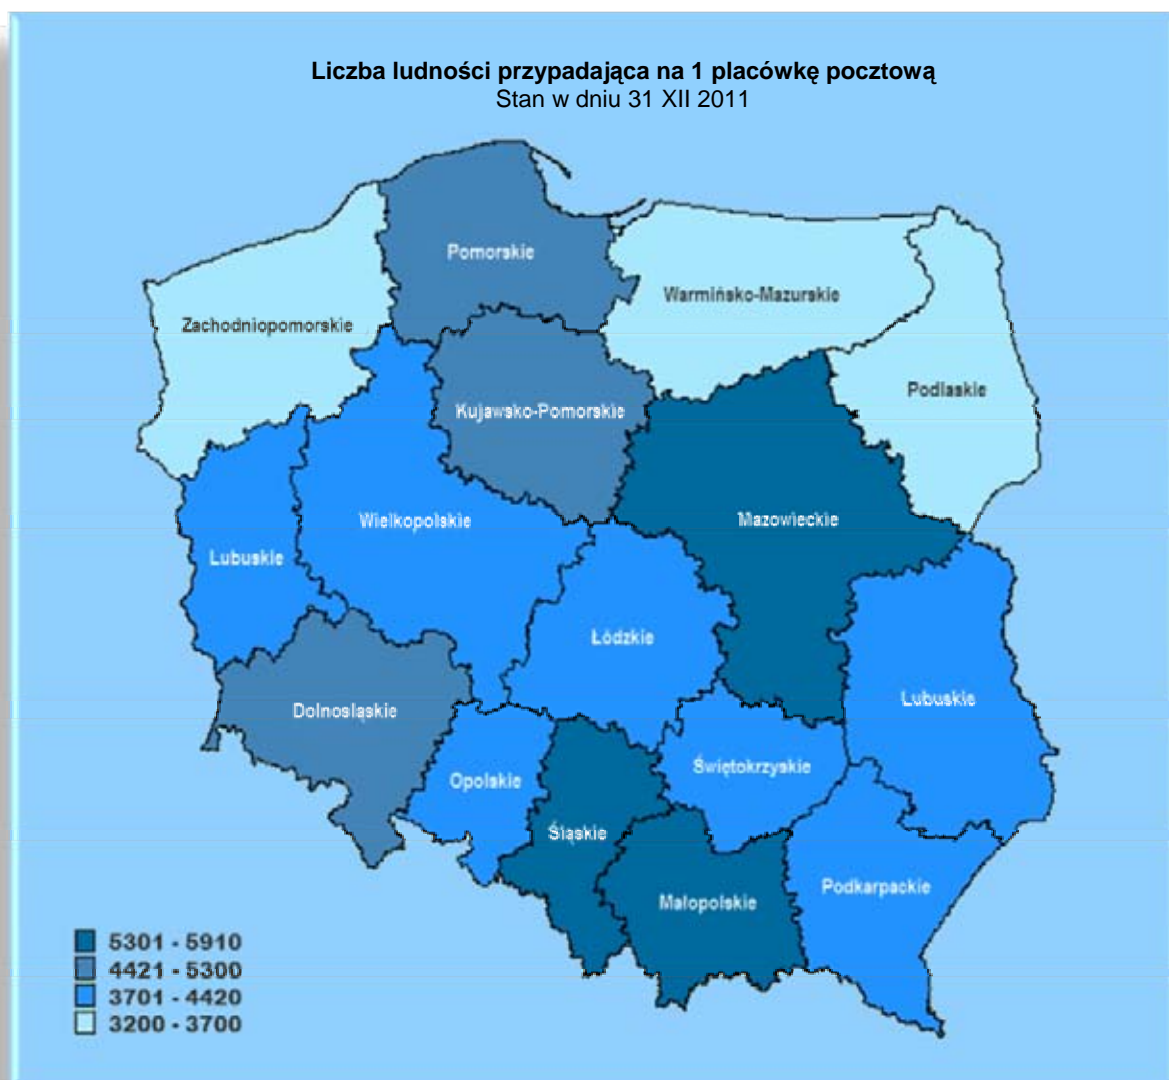 Liczba ludności przypadająca na 1 placówkę pocztową
Stan w dniu 31 XII 2011
Pomorskie
Warmińsko-Mazurskie
Zachodniopomorskie
Podlaskie
Kujawsko-Pomorskie
Wielkopolskie
Mazowieckie
Lubuskie
Łódzkie
Lubuskie
Dolnosląskie
Świętokrzyskie
Opolskie
Śląskie
Podkarpackie
Małopolskie
5301 - 5910
4421 - 5300
3701 - 4420
3200 - 3700